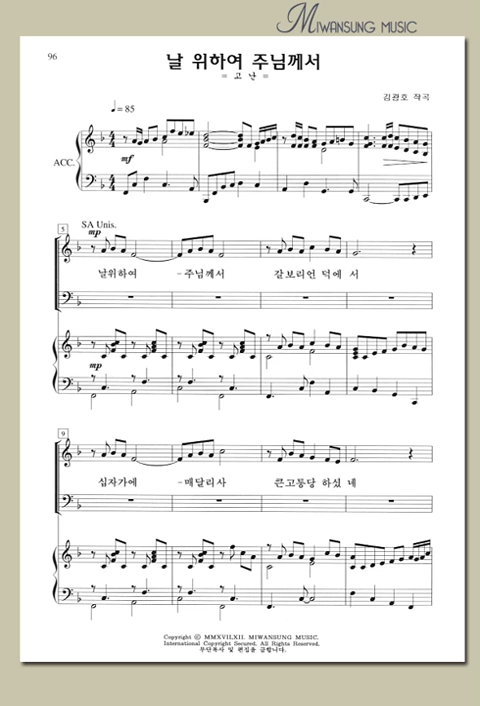 MIWANSUNG MUSIC
96
날 위하여 주님께서
= 고 난 =
김관호 작곡
♩= 85
ACC.
mf
5
SA Unis.
mp
날위하여 -주님께서 갈보리언 덕에 서
mp
9
십자가에 -매달리사 큰고통당 하셨 네
Copyright © MMXVILXII. MIWANSUNG MUSIC.
International Copyright Secured. All Rights Reserved.
무단복사 및 편집을 금합니다.